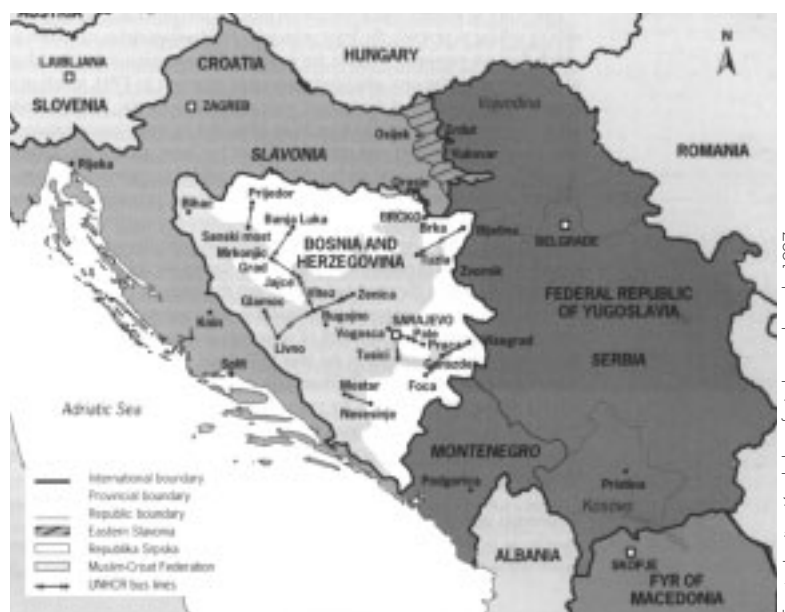 HUNGARY
N
LJUBLJANA
CROATIA
SLOVENIA
ZAGREB
Vojvodina
Osijek
Erdut
ROMANIA
Vukovar
SLAVONIA
Rijeka
Orasje
Prijedor
Bihac
BRCKO
Banja Luka
Brka
Bijeljina
Sanski most
BOSNIA AND
HERZEGOVINA
BELGRADE
Mrkonjic
Grad
Tuzla
Zvornik
Jajce
FEDERAL REPUBLIC
OF YUGOSLAVIA
Glamoc
Vitez
Zenica
Bugojno
SARAJEVO
Knin
Vogosca
Pale
Praca
Visegrad
Livno
SERBIA
Split
Gorazde
Foca
Mostar
Adriatic Sea
Nevesinje
MONTENEGRO
International boundary
Provincial boundary
Republic boundary
Eastern Slavonia
Republika Srpska
Muslim-Croat Federation
UNHCR bus lines
Podgorica
Pristina
Kosovo
ALBANIA
SKOPJE
FYR OF
MACEDONIA
1997